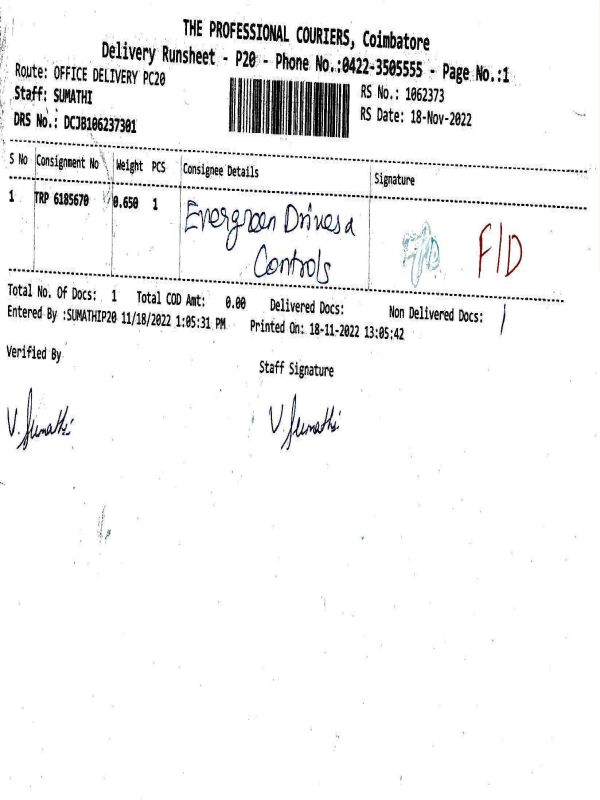 THE PROFESSIONAL COURIERS, Coimbatore
Delivery Runsheet - P20 - Phone No.:0422-3505555 - Page No.:1
Route: OFFICE DELIVERY PC20
RS No.: 1062373
Staff: SUMATHI
RS Date: 18-Nov-2022
DRS No.: DCJB106237301
S No Consignment No Weight PCS Consignee Details Signature
1 TRP 6185670 0.650 1 Evergreen Drives a F/D
Controls
Total No. Of Docs: 1 Total COD Amt: 0.00 Delivered Docs: Non Delivered Docs: 1
Entered By :SUMATHIP20 11/18/2022 1:05:31 PM Printed On: 18-11-2022 13:05:42
Verified By Staff Signature
V. Sumathi V. Sumathi